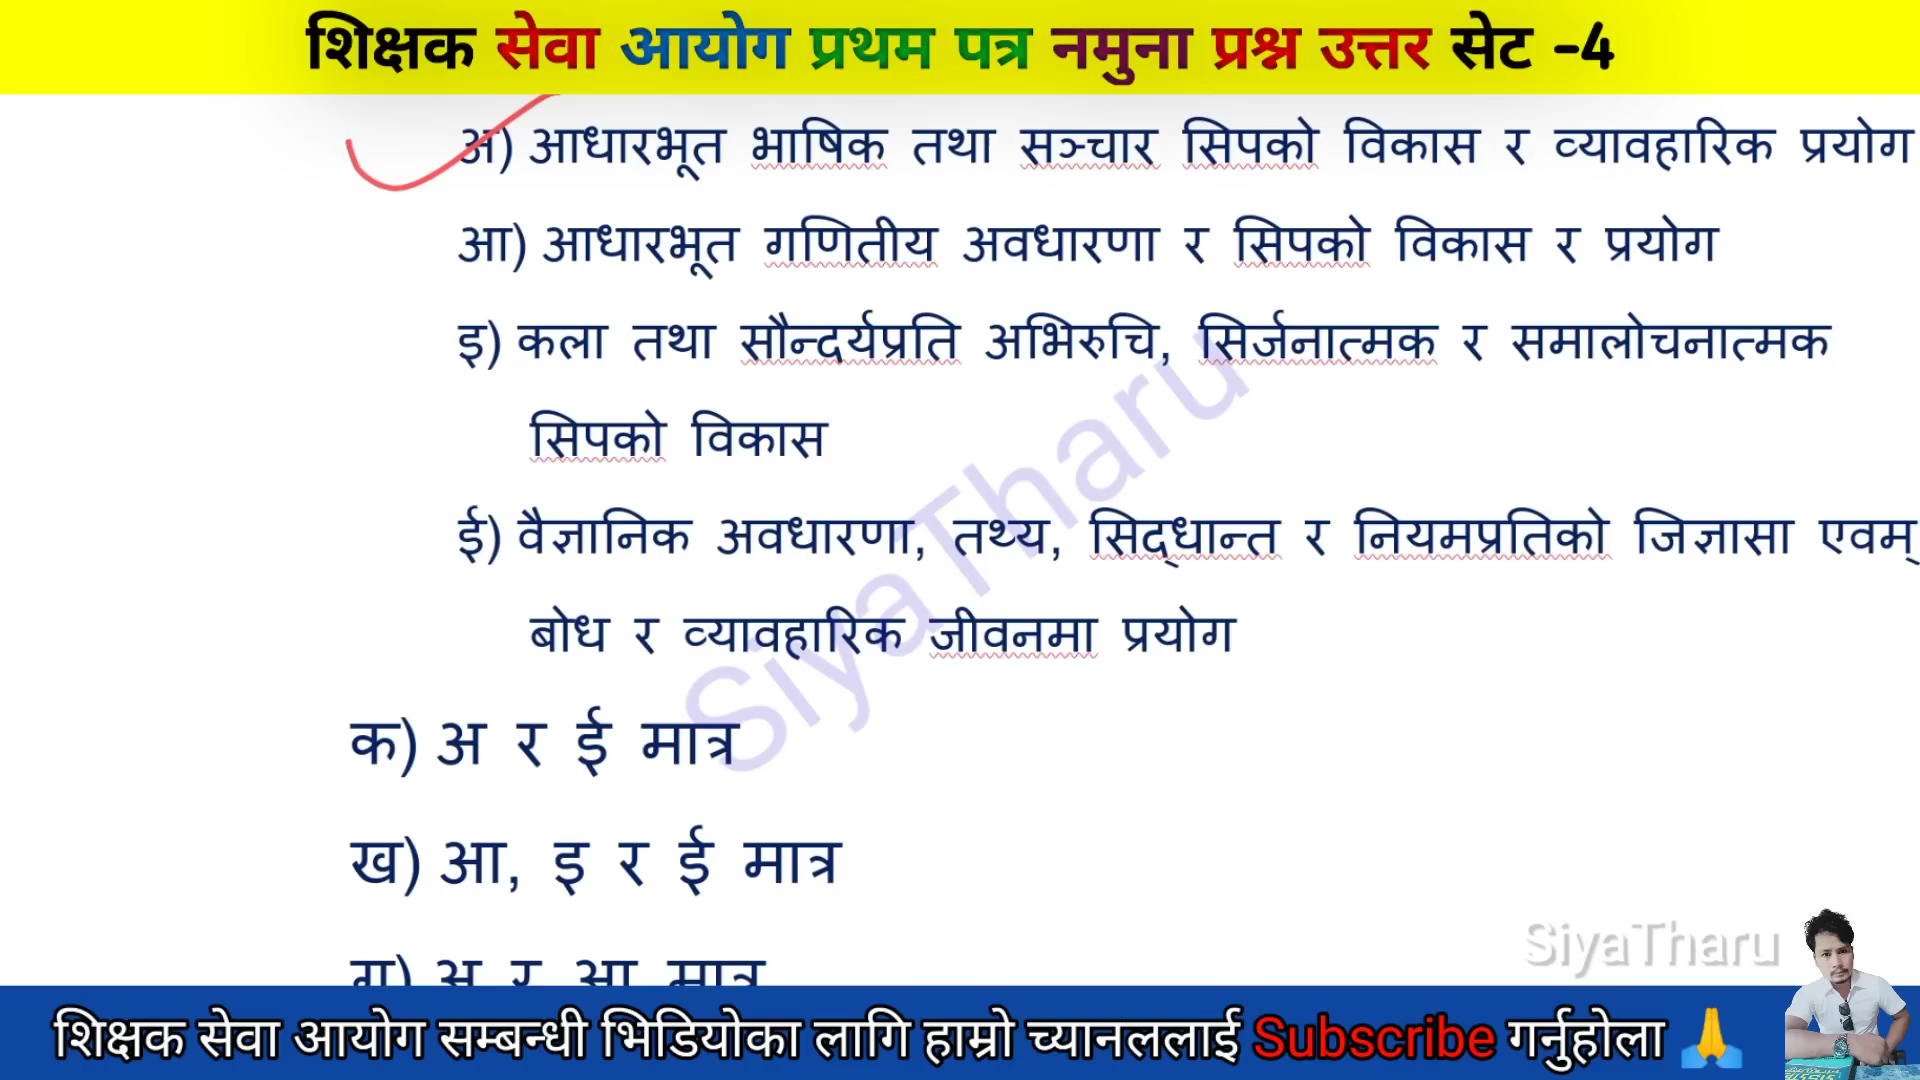 शिक्षक सेवा आयोग प्रथम पत्र नमुना प्रश्न उत्तर सेट -4
अ) आधारभूत भाषिक तथा सञ्चार सिपको विकास र व्यावहारिक प्रयोग
आ) आधारभूत गणितीय अवधारणा र सिपको विकास र प्रयोग
इ) कला तथा सौन्दर्यप्रति अभिरुचि, सिर्जनात्मक र समालोचनात्मक
सिपको विकास
ई) वैज्ञानिक अवधारणा, तथ्य, सिद्धान्त र नियमप्रतिको जिज्ञासा एवम्
बोध र व्यावहारिक जीवनमा प्रयोग
SiyaTharu
क) अ र ई मात्र
ख) आ, इ र ई मात्र
SiyaTharu
ग) अ र आ मात्र
शिक्षक सेवा आयोग सम्बन्धी भिडियोका लागि हाम्रो च्यानललाई Subscribe गर्नुहोला 🙏